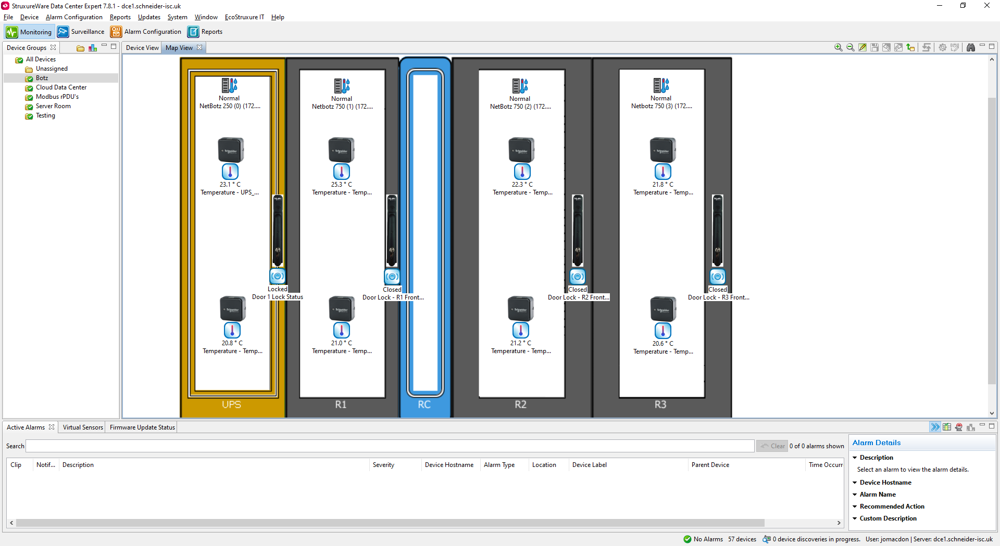 StruxureWare Data Center Expert 7.8.1 - dce1.schneider-isc.uk
File Device Alarm Configuration Reports Updates System Window EcoStruxure IT Help
Monitoring Surveillance Alarm Configuration Reports
Device Groups
Device View Map View
All Devices
Unassigned
Botz
Cloud Data Center
Modbus rPDU's
Server Room
Testing
Normal
NetBotz 250 (0) (172....
Normal
Netbotz 750 (1) (172....
Normal
NetBotz 750 (2) (172....
Normal
Netbotz 750 (3) (172....
Schneider
Schneider
Schneider
Schneider
23.1 ° C
Temperature - UPS_...
25.3 ° C
Temperature - Temp...
22.3 ° C
Temperature - Temp...
21.8 ° C
Temperature - Temp...
Locked
Door 1 Lock Status
Closed
Door Lock - R1 Front...
Closed
Door Lock - R2 Front...
Closed
Door Lock - R3 Front...
Schneider
Schneider
Schneider
Schneider
20.8 ° C
Temperature - Temp...
21.0 ° C
Temperature - Temp...
21.2 ° C
Temperature - Temp...
20.6 ° C
Temperature - Temp...
UPS R1 RC R2 R3
Active Alarms Virtual Sensors Firmware Update Status
Search Clear 0 of 0 alarms shown
Clip Notif... Description Severity Device Hostname Alarm Type Location Device Label Parent Device Time Occurr
Alarm Details
Description
Select an alarm to view the alarm details.
Device Hostname
Alarm Name
Recommended Action
Custom Description
No Alarms 57 devices 0 device discoveries in progress. User: jomacdon | Server: dce1.schneider-isc.uk